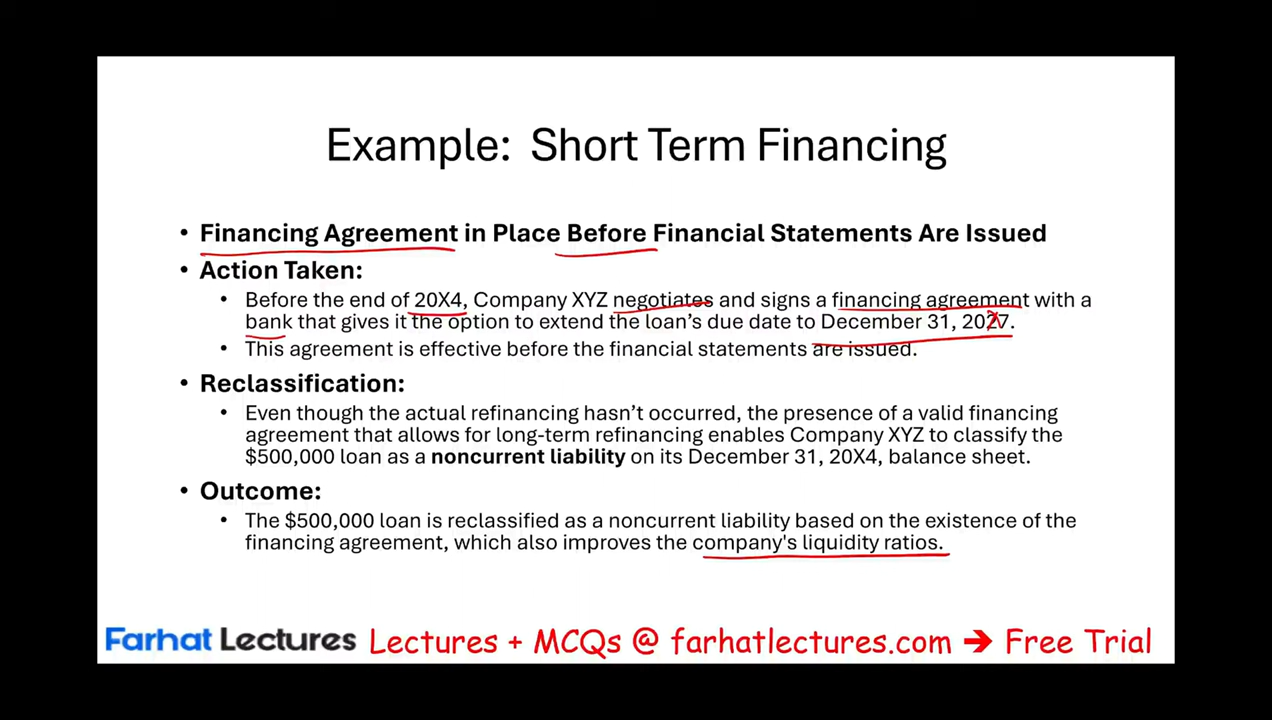 Example: Short Term Financing
• Financing Agreement in Place Before Financial Statements Are Issued
• Action Taken:
• Before the end of 20X4, Company XYZ negotiates and signs a financing agreement with a
bank that gives it the option to extend the loan's due date to December 31, 20X7.
• This agreement is effective before the financial statements are issued.
• Reclassification:
• Even though the actual refinancing hasn't occurred, the presence of a valid financing
agreement that allows for long-term refinancing enables Company XYZ to classify the
$500,000 loan as a noncurrent liability on its December 31, 20X4, balance sheet.
• Outcome:
• The $500,000 loan is reclassified as a noncurrent liability based on the existence of the
financing agreement, which also improves the company's liquidity ratios.
Farhat Lectures Lectures + MCQs @ farhatlectures.com ➔ Free Trial